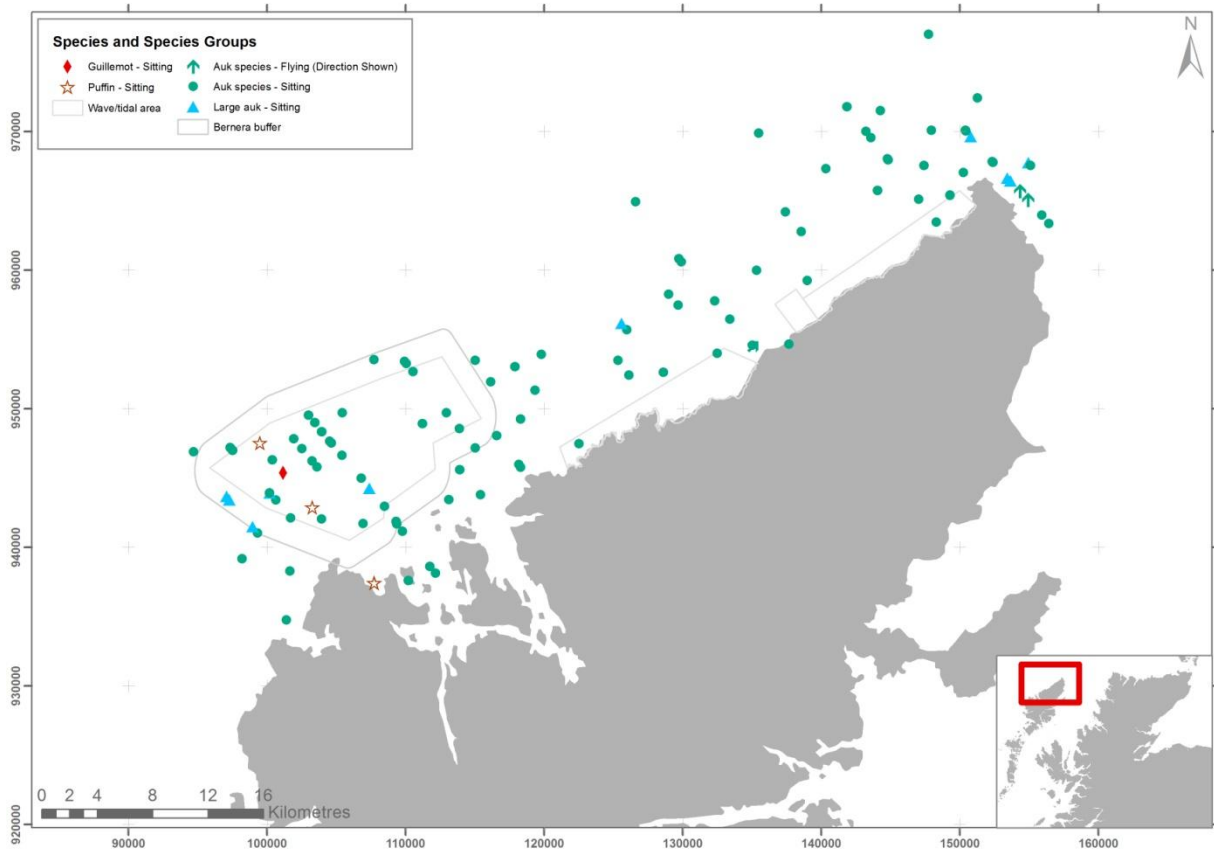 Species and Species Groups
Guillemot - Sitting
Auk species - Flying (Direction Shown)
Puffin - Sitting
Auk species - Sitting
Wave/tidal area
Large auk - Sitting
Bernera buffer
N
970000
960000
950000
940000
930000
920000
0 2 4 8 12 16
Kilometres
90000 100000 110000 120000 130000 140000 150000 160000